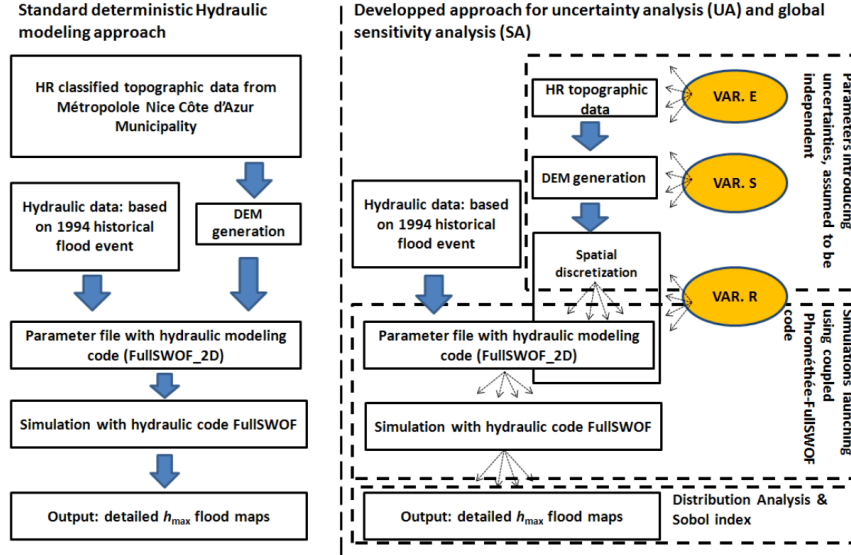 Standard deterministic Hydraulic
modeling approach
HR classified topographic data from
Métropolole Nice Côte d'Azur
Municipality
Hydraulic data: based
on 1994 historical
flood event
DEM
generation
Parameter file with hydraulic modeling
code (FullSWOF_2D)
Simulation with hydraulic code FullSWOF
Output: detailed hmax flood maps
Developped approach for uncertainty analysis (UA) and global
sensitivity analysis (SA)
HR topographic
data
VAR. E
DEM generation
VAR. S
Hydraulic data: based
on 1994 historical
flood event
Spatial
discretization
VAR. R
Parameter file with hydraulic modeling
code (FullSWOF_2D)
Simulation with hydraulic code FullSWOF
Output: detailed hmax flood maps
Distribution Analysis &
Sobol index
Parameters introducing
uncertainties, assumed to be
independent
Simulations launching
using coupled
Phrométhée-FullSWOF
code